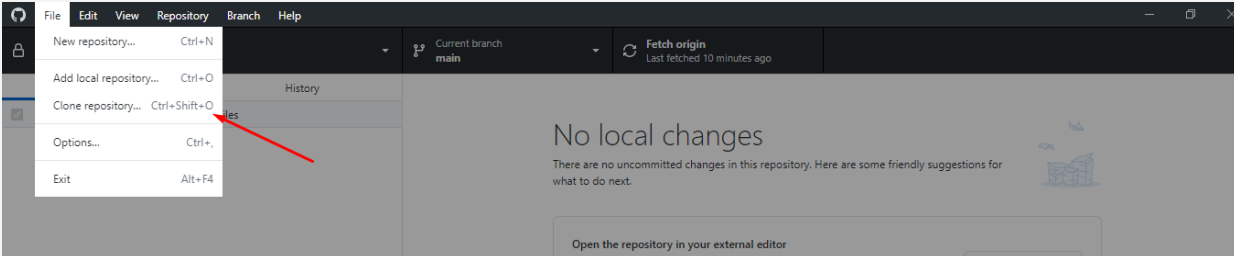 File Edit View Repository Branch Help
New repository... Ctrl+N
Add local repository... Ctrl+O
Clone repository... Ctrl+Shift+O
Options... Ctrl+,
Exit Alt+F4
Current branch
main
Fetch origin
Last fetched 10 minutes ago
History
No local changes
There are no uncommitted changes in this repository. Here are some friendly suggestions for
what to do next.
Open the repository in your external editor